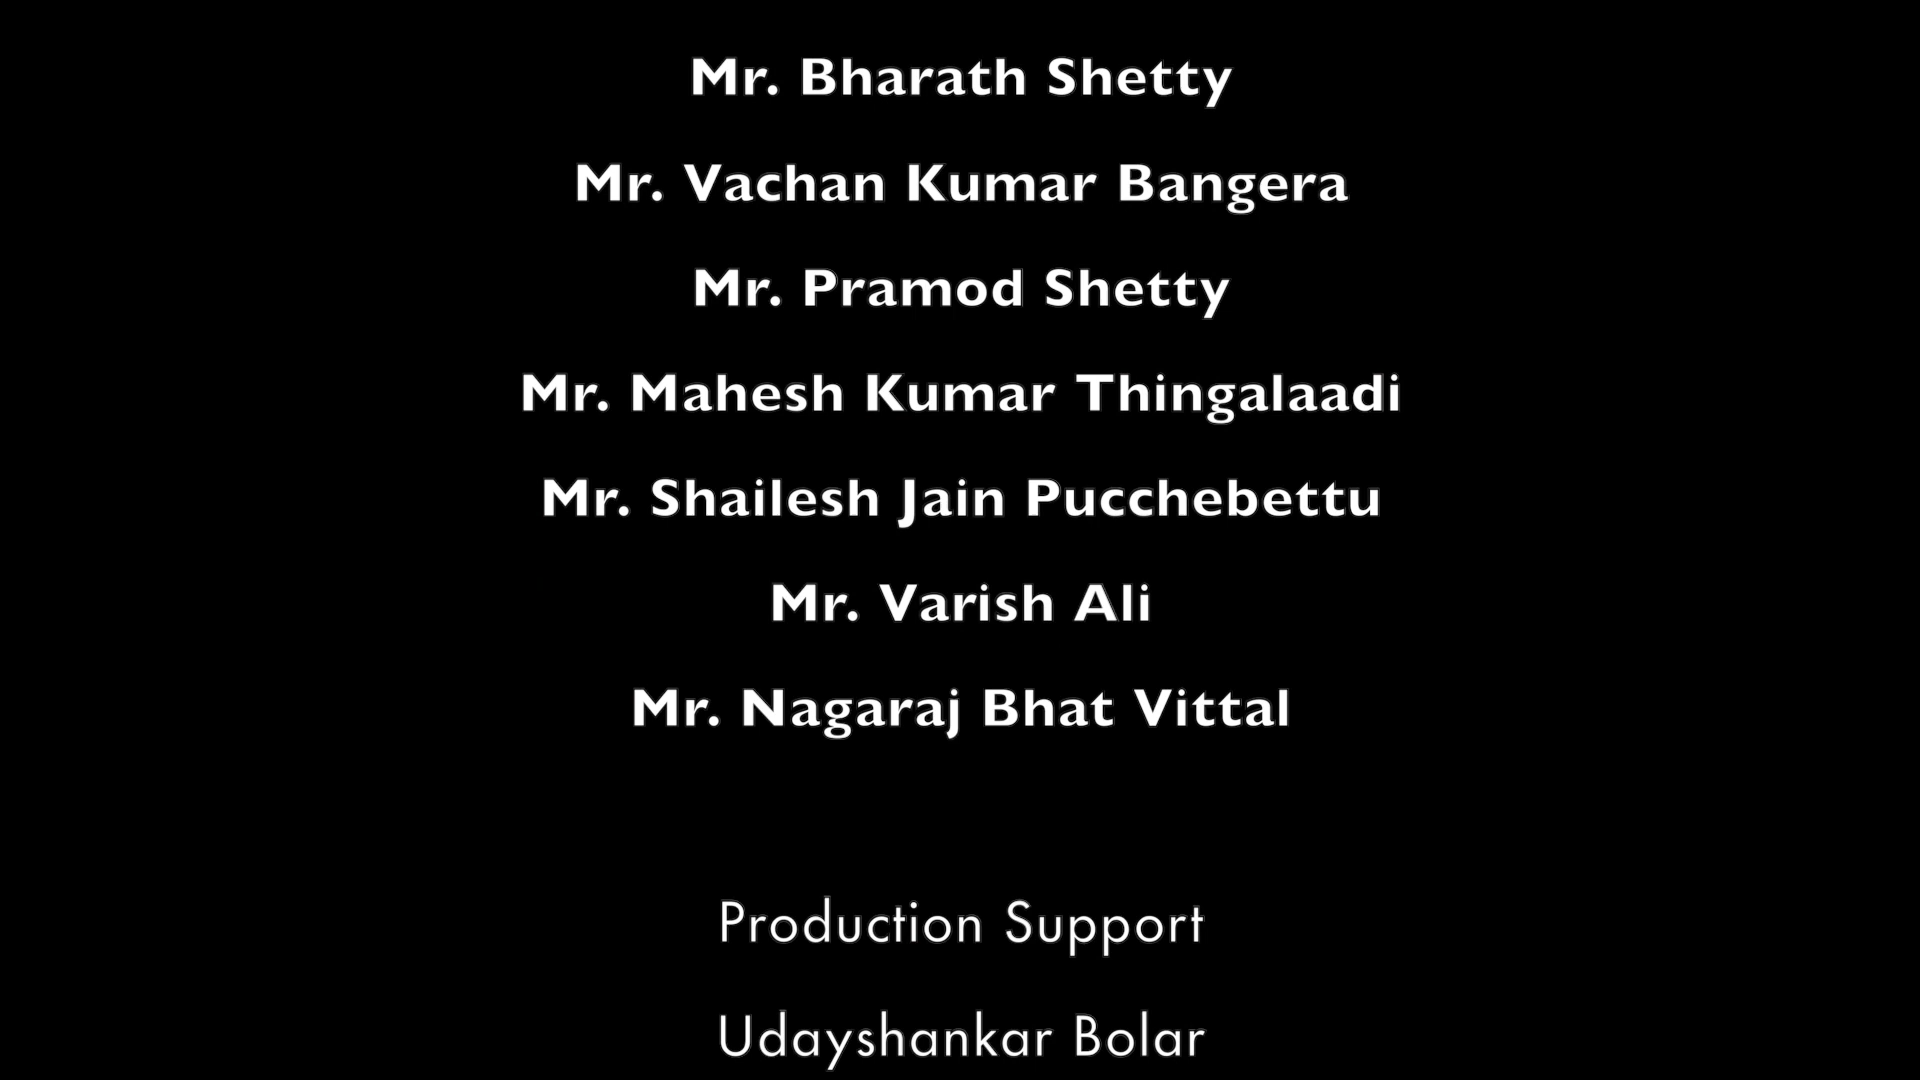 Mr. Bharath Shetty
Mr. Vachan Kumar Bangera
Mr. Pramod Shetty
Mr. Mahesh Kumar Thingalaadi
Mr. Shailesh Jain Pucchebettu
Mr. Varish Ali
Mr. Nagaraj Bhat Vittal
Production Support
Udayshankar Bolar